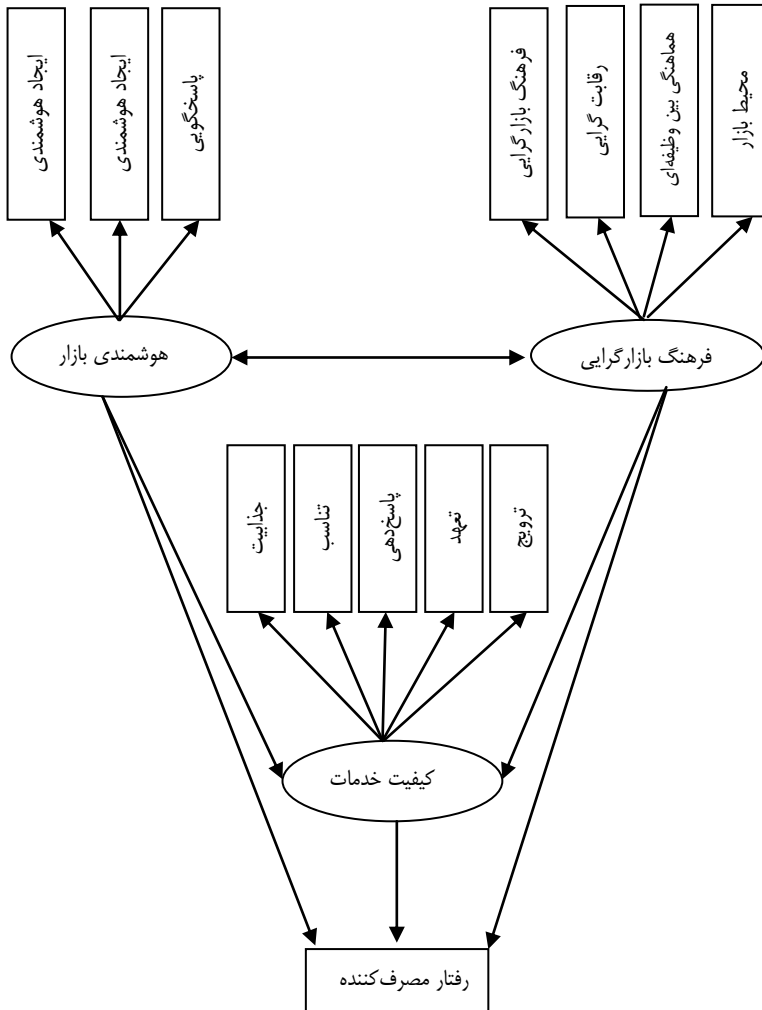 محیط بازار
هماهنگی بین وظیفه‌ای
رقابت گرایی
فرهنگ بازارگرایی
پاسخگویی
ایجاد هوشمندی
ایجاد هوشمندی
فرهنگ بازارگرایی
هوشمندی بازار
ترویج
تعهد
پاسخ‌دهی
تناسب
جذابیت
کیفیت خدمات
رفتار مصرف‌کننده